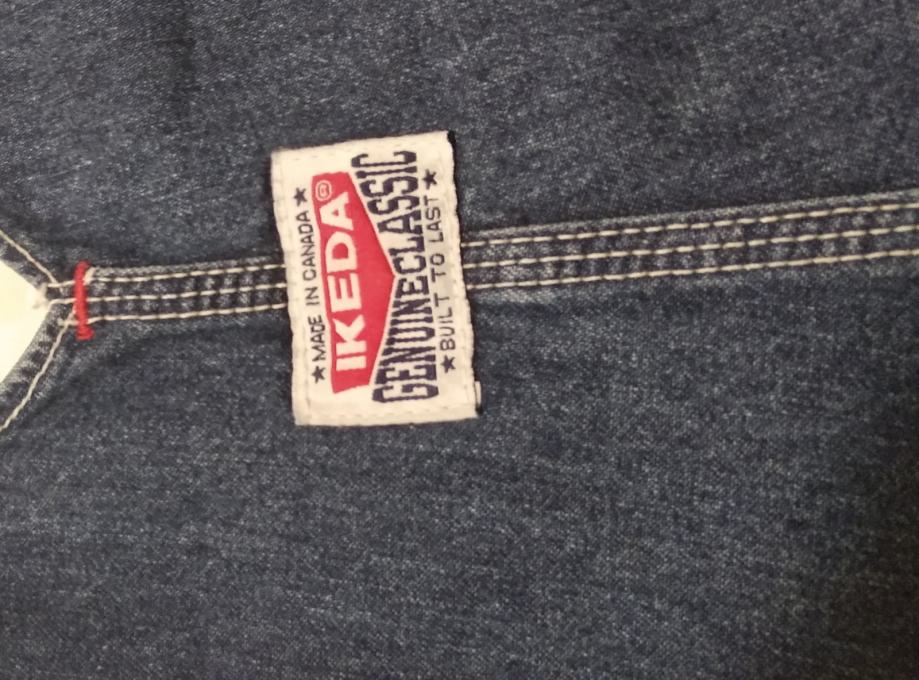 ★ MADE IN CANADA ★
IKEDA®
GENUINE CLASSIC
★ BUILT TO LAST ★